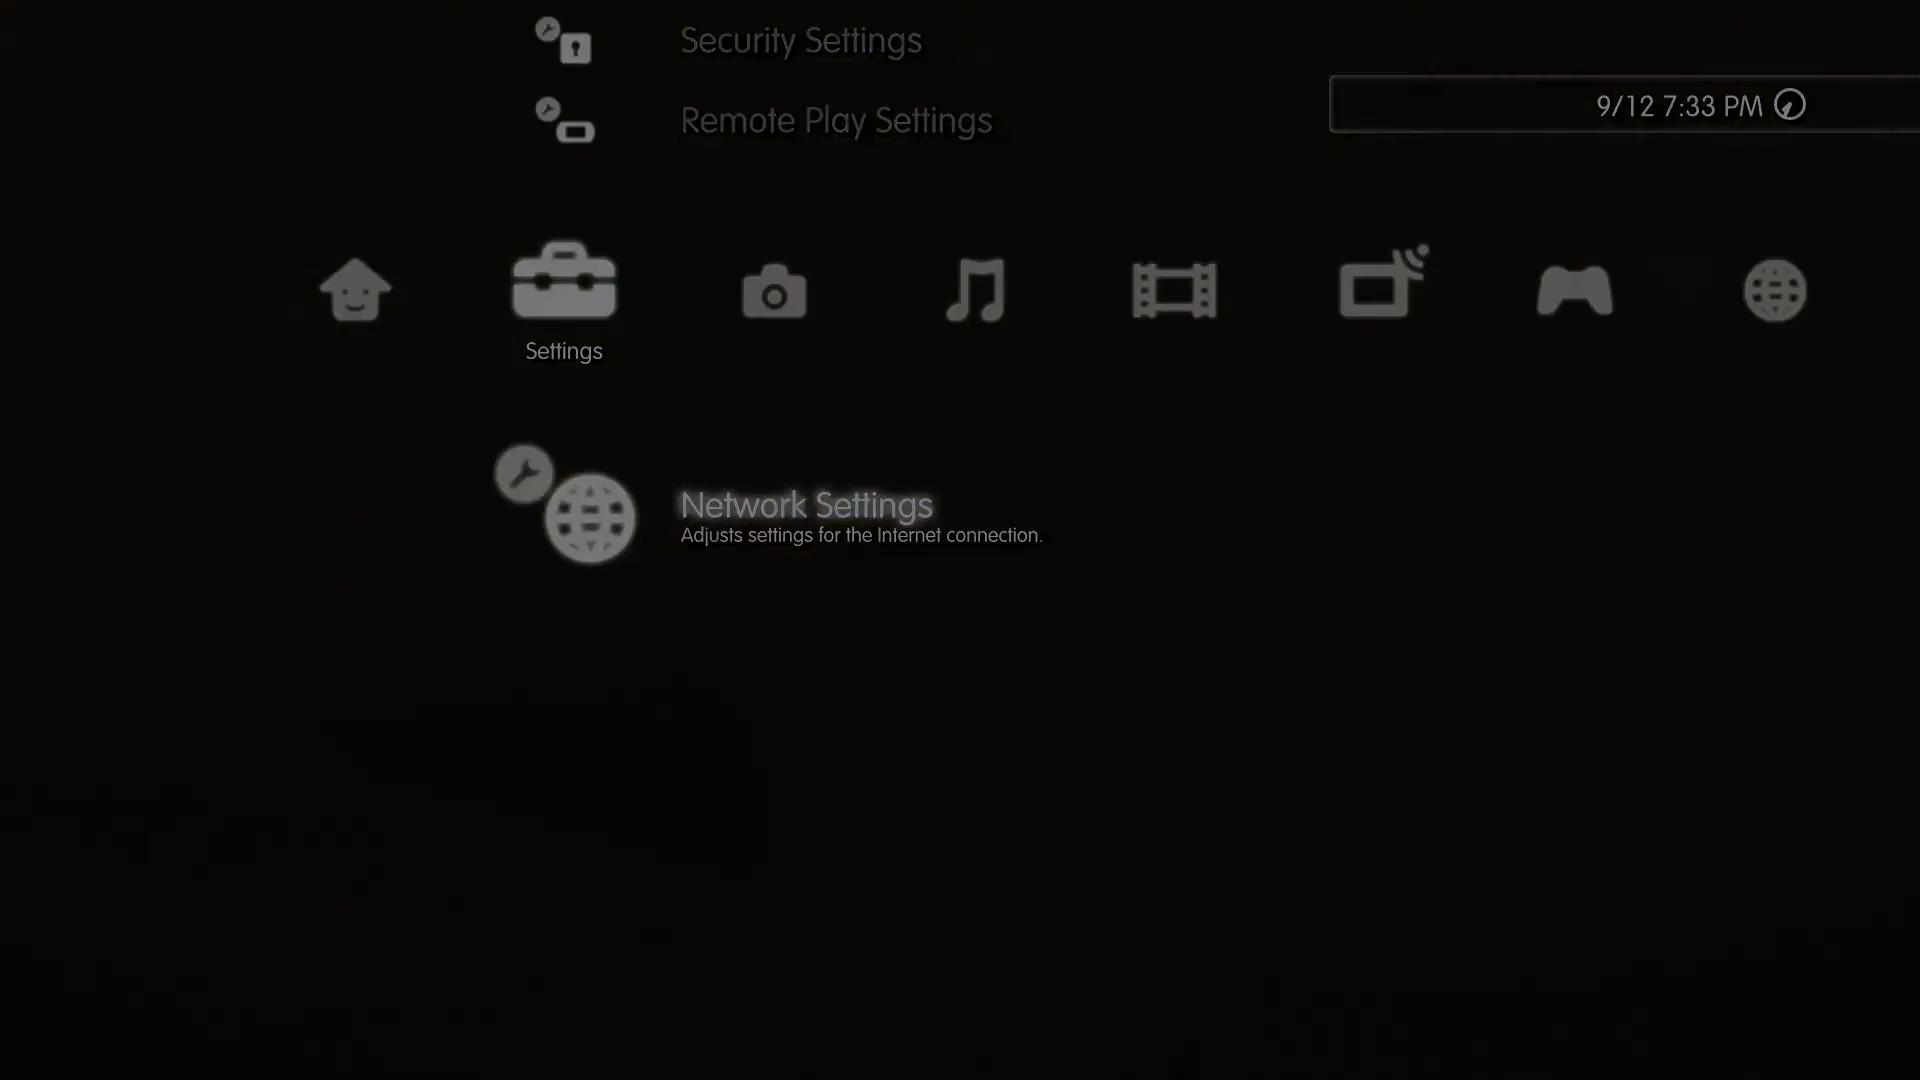 Security Settings
Remote Play Settings
9/12 7:33 PM
Settings
Network Settings
Adjusts settings for the Internet connection.